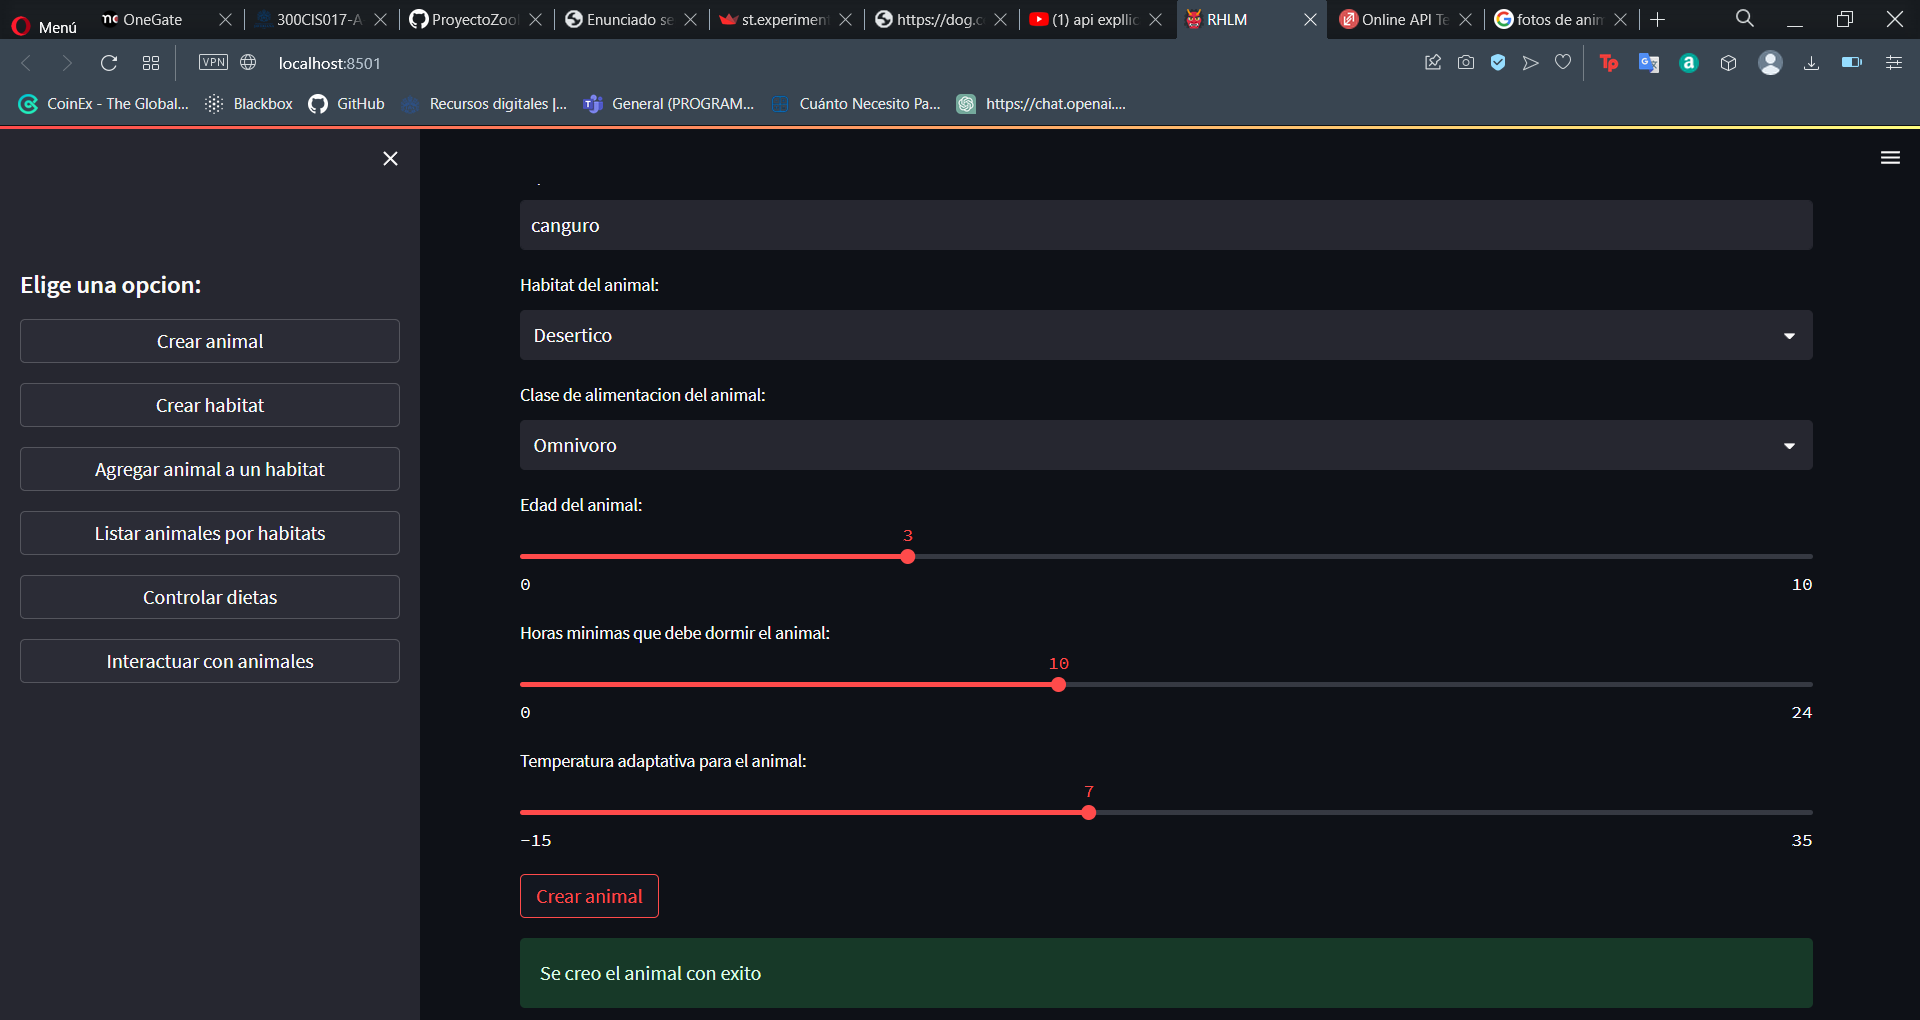 Menú
OneGate
300CIS017-A
ProyectoZool
Enunciado se
st.experimen
https://dog.c
(1) api expllic
RHLM
Online API Te
fotos de anim
VPN
localhost:8501
CoinEx - The Global...
Blackbox
GitHub
Recursos digitales |...
General (PROGRAM...
Cuánto Necesito Pa...
https://chat.openai....
Elige una opcion:
Crear animal
Crear habitat
Agregar animal a un habitat
Listar animales por habitats
Controlar dietas
Interactuar con animales
canguro
Habitat del animal:
Desertico
Clase de alimentacion del animal:
Omnivoro
Edad del animal:
3
0 10
Horas minimas que debe dormir el animal:
10
0 24
Temperatura adaptativa para el animal:
7
-15 35
Crear animal
Se creo el animal con exito